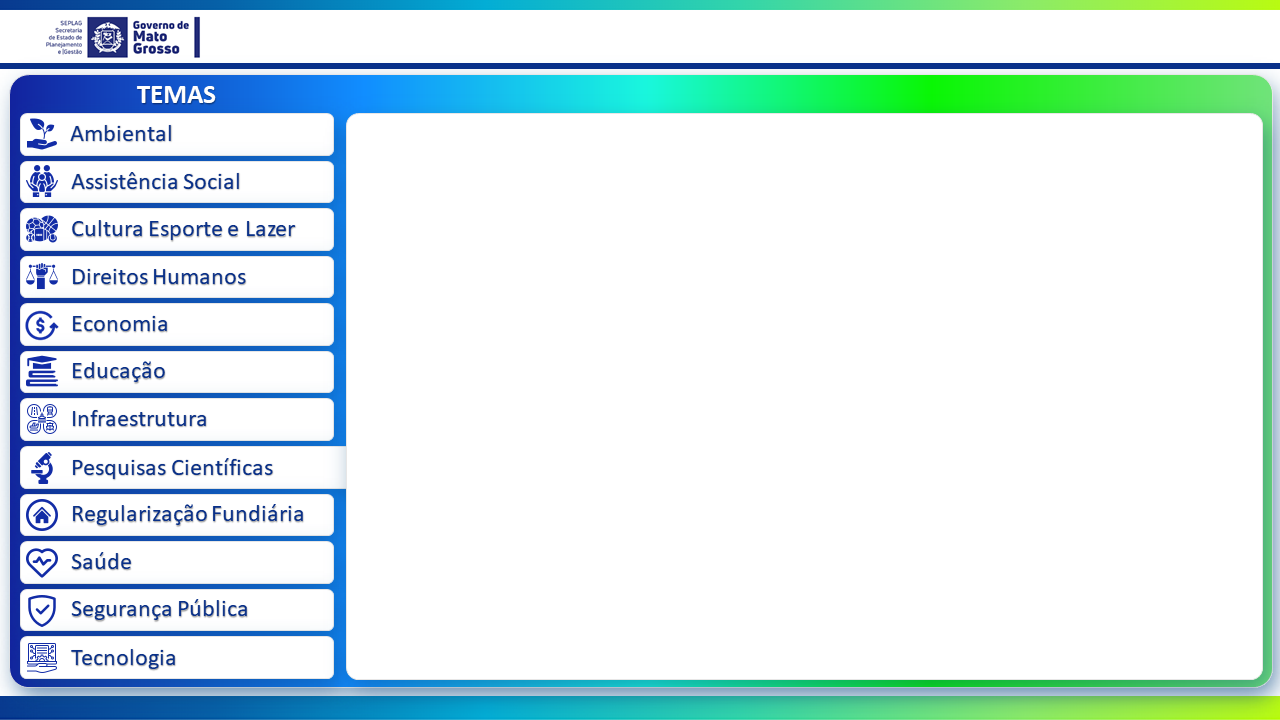 SEPLAG
Secretaria
de Estado de
Planejamento
e |Gestão
Governo de
Mato
Grosso
TEMAS
Ambiental
Assistência Social
Cultura Esporte e Lazer
Direitos Humanos
Economia
Educação
Infraestrutura
Pesquisas Científicas
Regularização Fundiária
Saúde
Segurança Pública
Tecnologia